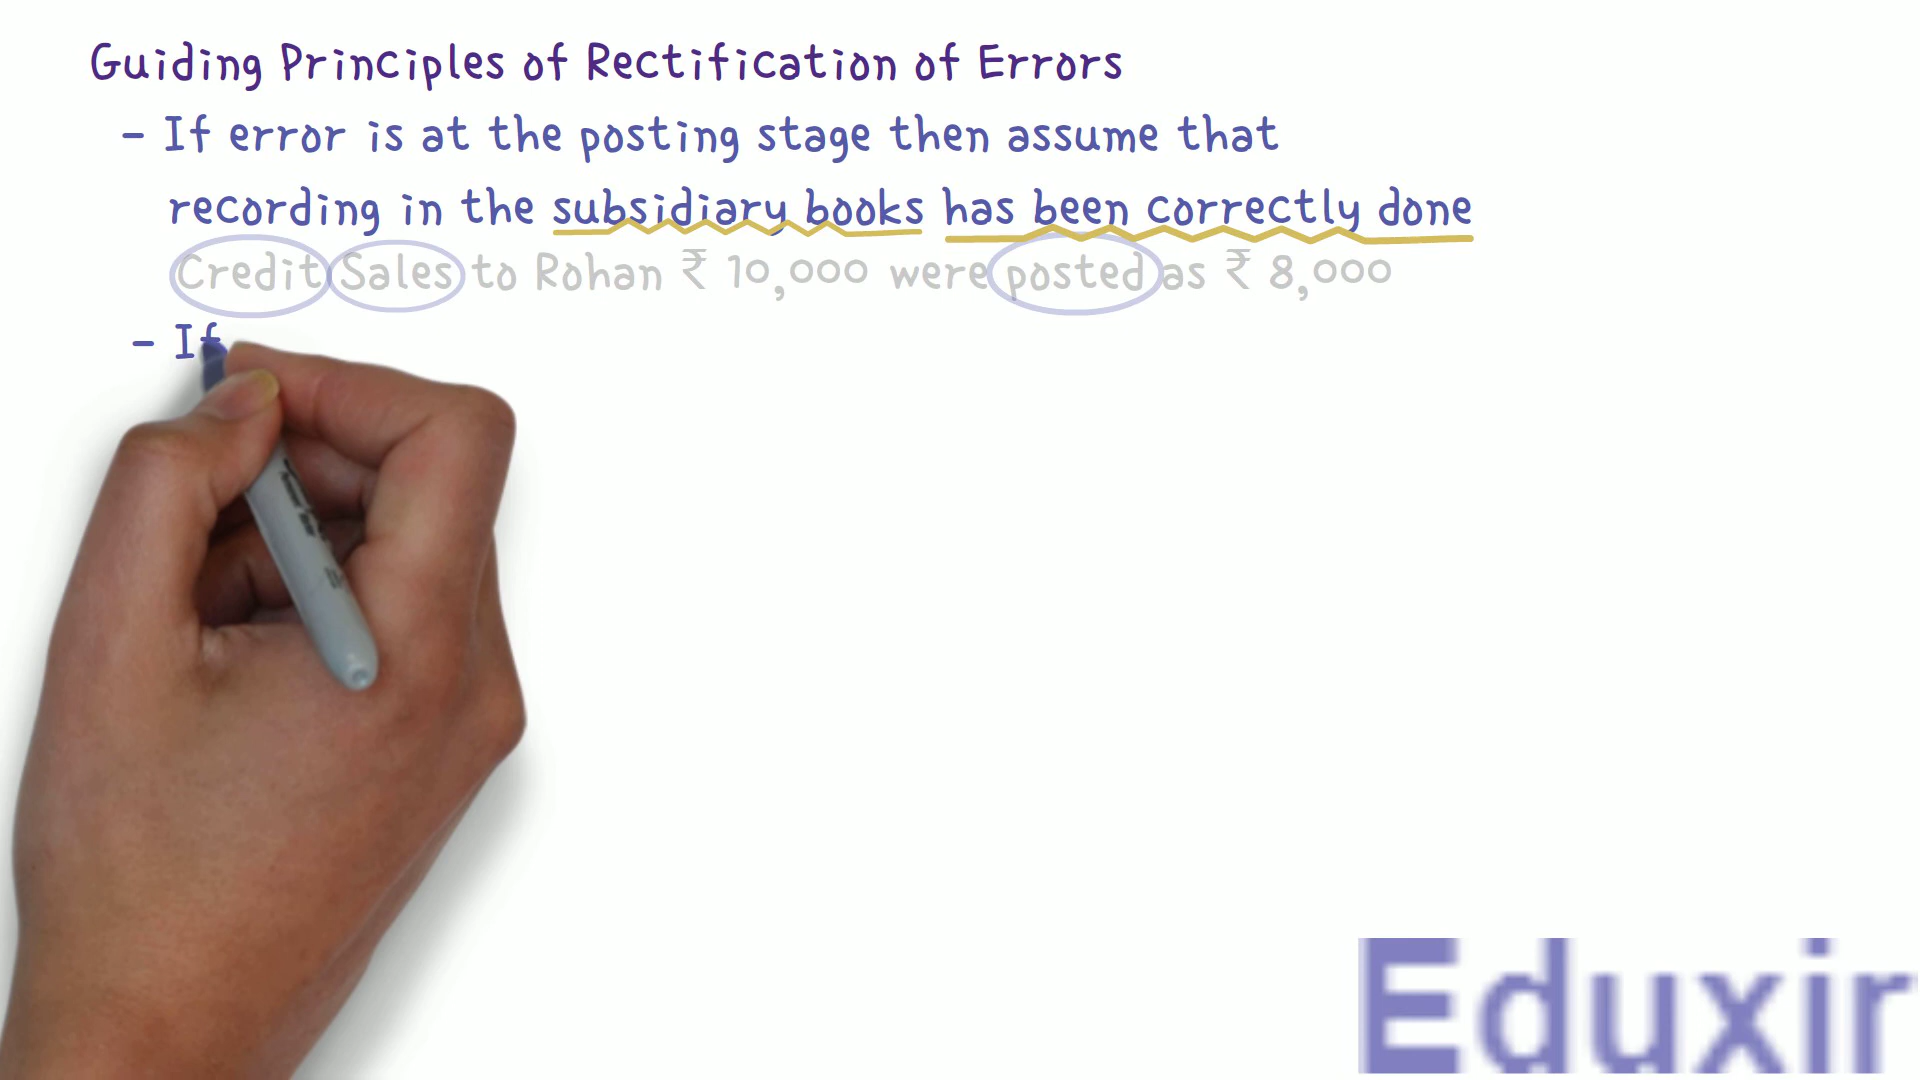 Guiding Principles of Rectification of Errors
- If error is at the posting stage then assume that
recording in the subsidiary books has been correctly done
Credit Sales to Rohan ₹ 10,000 were posted as ₹ 8,000
- If
Eduxir